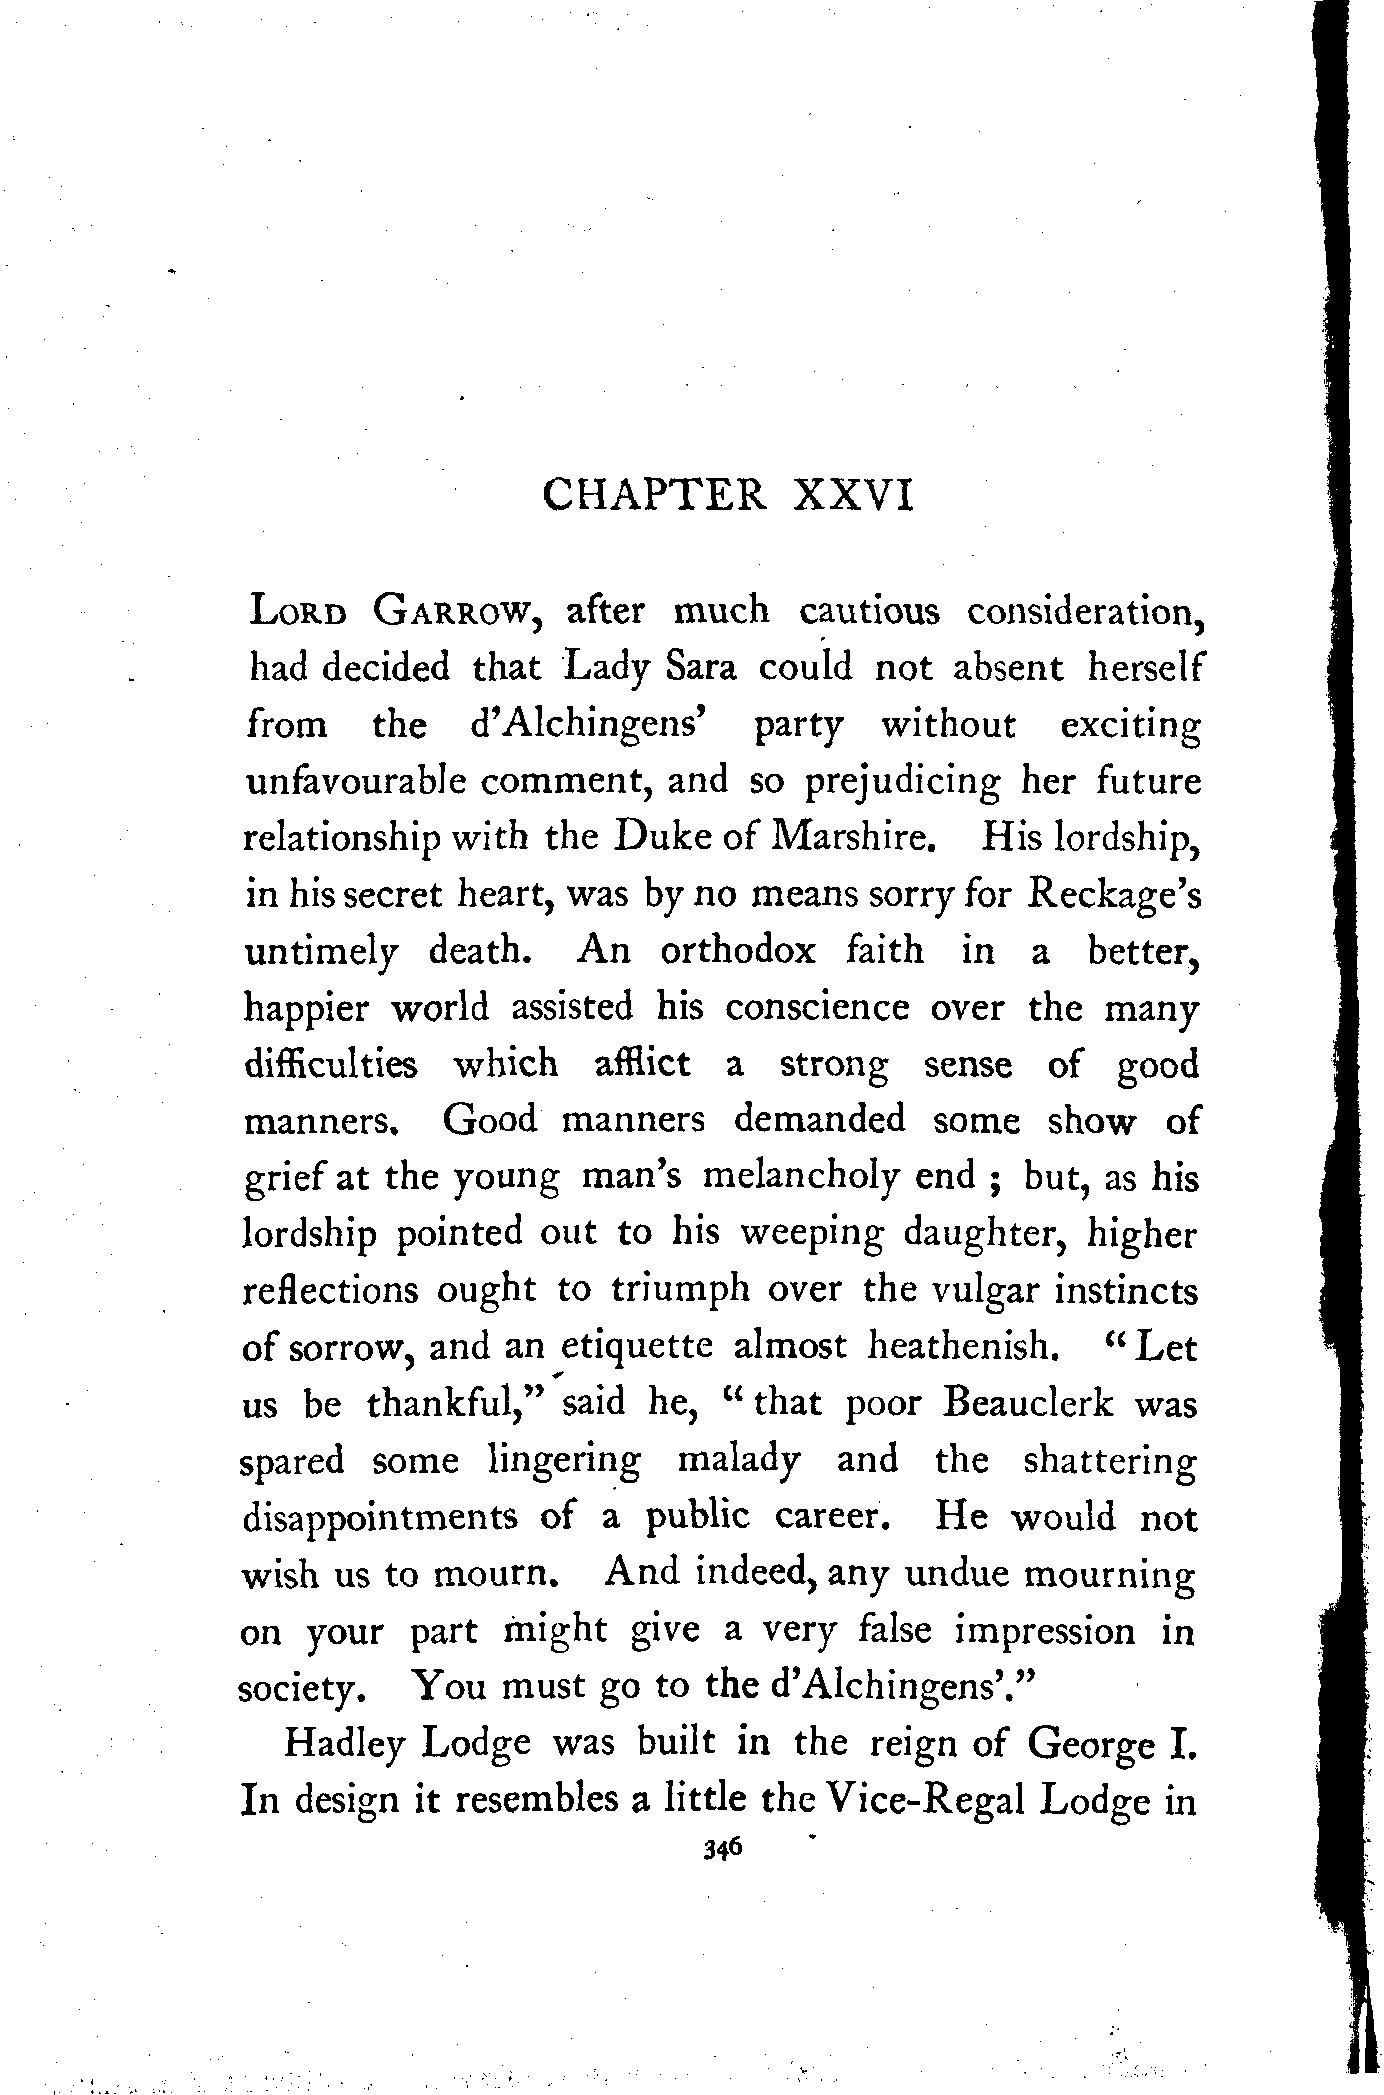 CHAPTER XXVI
LORD GARROW, after much cautious consideration,
had decided that Lady Sara could not absent herself
from the d'Alchingens' party without exciting
unfavourable comment, and so prejudicing her future
relationship with the Duke of Marshire. His lordship,
in his secret heart, was by no means sorry for Reckage's
untimely death. An orthodox faith in a better,
happier world assisted his conscience over the many
difficulties which afflict a strong sense of good
manners. Good manners demanded some show of
grief at the young man's melancholy end ; but, as his
lordship pointed out to his weeping daughter, higher
reflections ought to triumph over the vulgar instincts
of sorrow, and an etiquette almost heathenish. " Let
us be thankful," said he, " that poor Beauclerk was
spared some lingering malady and the shattering
disappointments of a public career. He would not
wish us to mourn. And indeed, any undue mourning
on your part might give a very false impression in
society. You must go to the d'Alchingens'."
Hadley Lodge was built in the reign of George I.
In design it resembles a little the Vice-Regal Lodge in
346